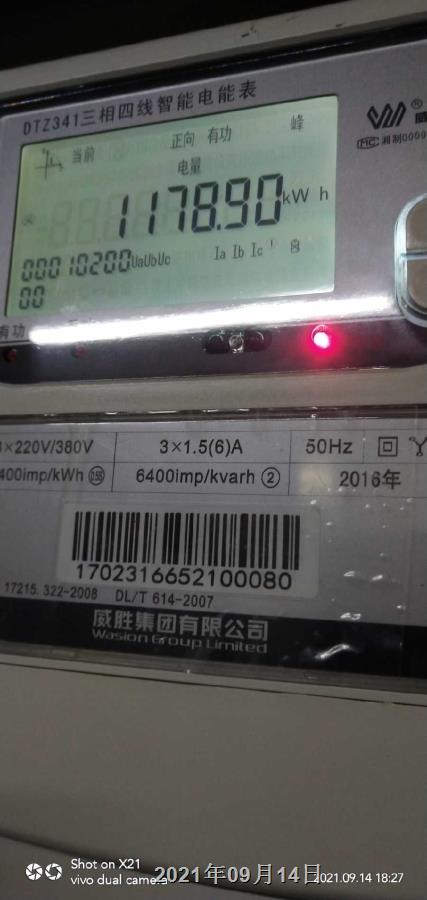 DTZ341三相四线智能电能表
®
当前 正向 有功 峰
电量
1178.90 kWh
00010200 UaUbUc Ia Ib Ic
00
MC 湘制0000
有功
3×220V/380V 3×1.5(6)A 50Hz
400imp/kWh 6400imp/kvarh ② 2016年
1702316652100080
17215.322-2008 DL/T 614-2007
威胜集团有限公司
Wasion Group Limited
Shot on X21
vivo dual camera
2021年09月14日
2021.09.14 18:27